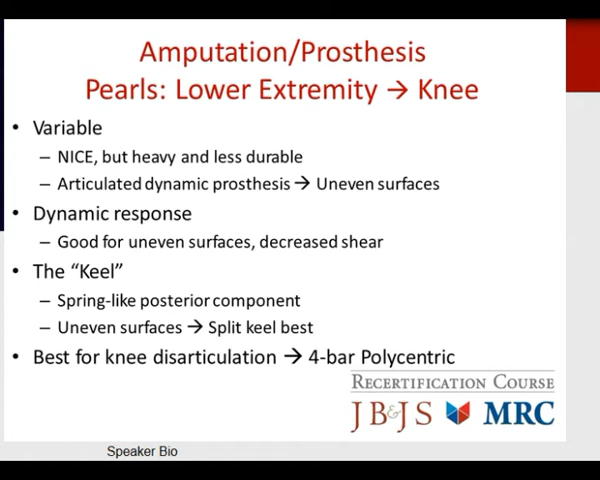 Amputation/Prosthesis
Pearls: Lower Extremity → Knee
• Variable
– NICE, but heavy and less durable
– Articulated dynamic prosthesis → Uneven surfaces
• Dynamic response
– Good for uneven surfaces, decreased shear
• The “Keel”
– Spring-like posterior component
– Uneven surfaces → Split keel best
• Best for knee disarticulation → 4-bar Polycentric
RECERTIFICATION COURSE
JB&JS MRC
Speaker Bio